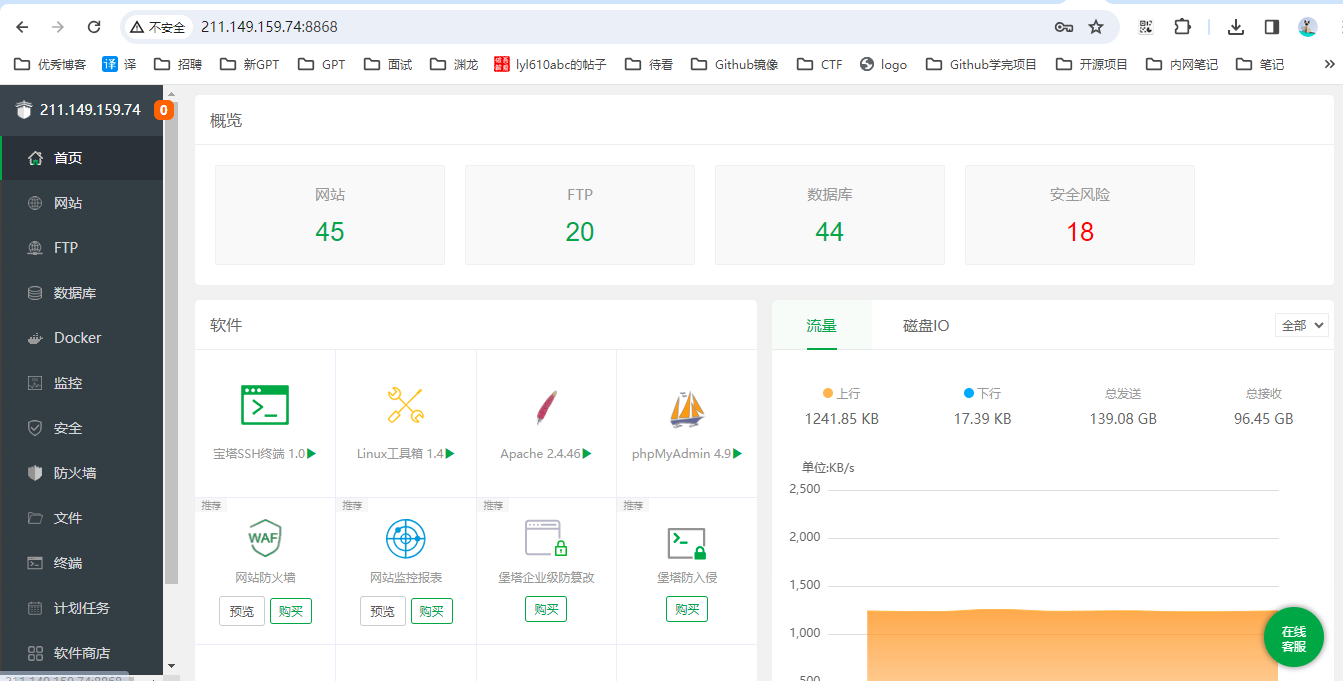 不安全 211.149.159.74:8868
优秀博客 译 译 招聘 新GPT GPT 面试 渊龙 lyl610abc的帖子 待看 Github镜像 CTF logo Github学完项目 开源项目 内网笔记 笔记
211.149.159.74 0
首页
网站
FTP
数据库
Docker
监控
安全
防火墙
文件
终端
计划任务
软件商店
211.149.159.74:8868
概览
网站 FTP 数据库 安全风险
45 20 44 18
软件
宝塔SSH终端 1.0 Linux工具箱 1.4 Apache 2.4.46 phpMyAdmin 4.9
推荐 推荐 推荐 推荐
WAF
网站防火墙 网站监控报表 堡塔企业级防篡改 堡塔防入侵
预览 购买 预览 购买 购买 购买
流量 磁盘IO 全部
上行 下行 总发送 总接收
1241.85 KB 17.39 KB 139.08 GB 96.45 GB
单位:KB/s
2,500
2,000
1,500
1,000
500
在线
客服